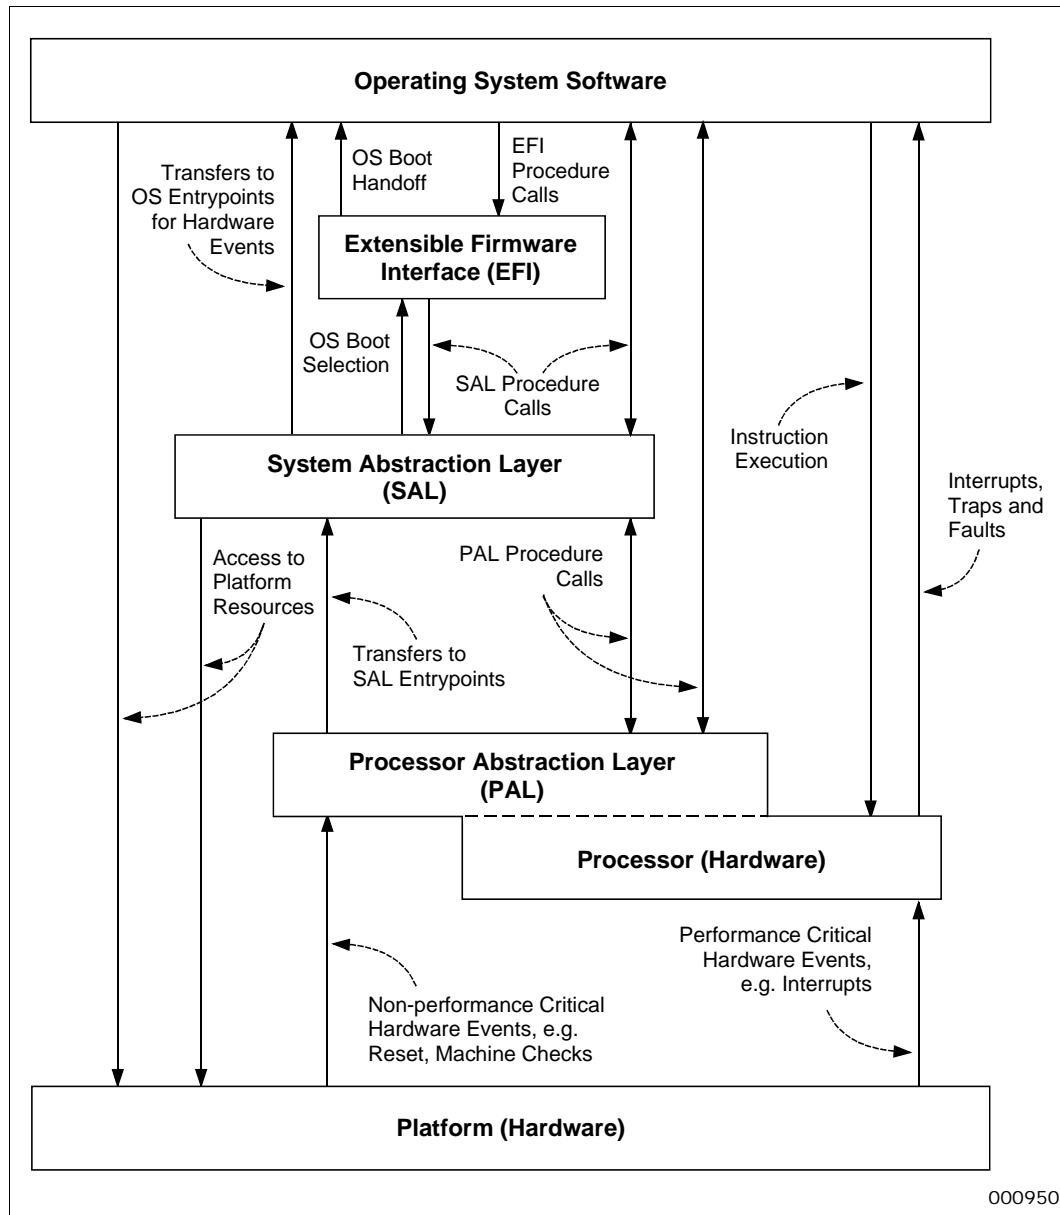 Operating System Software
Transfers to
OS Entrypoints
for Hardware
Events
OS Boot
Handoff
EFI
Procedure
Calls
Extensible Firmware
Interface (EFI)
OS Boot
Selection
SAL Procedure
Calls
System Abstraction Layer
(SAL)
Instruction
Execution
Interrupts,
Traps and
Faults
Access to
Platform
Resources
PAL Procedure
Calls
Transfers to
SAL Entrypoints
Processor Abstraction Layer
(PAL)
Processor (Hardware)
Non-performance Critical
Hardware Events, e.g.
Reset, Machine Checks
Performance Critical
Hardware Events,
e.g. Interrupts
Platform (Hardware)
000950